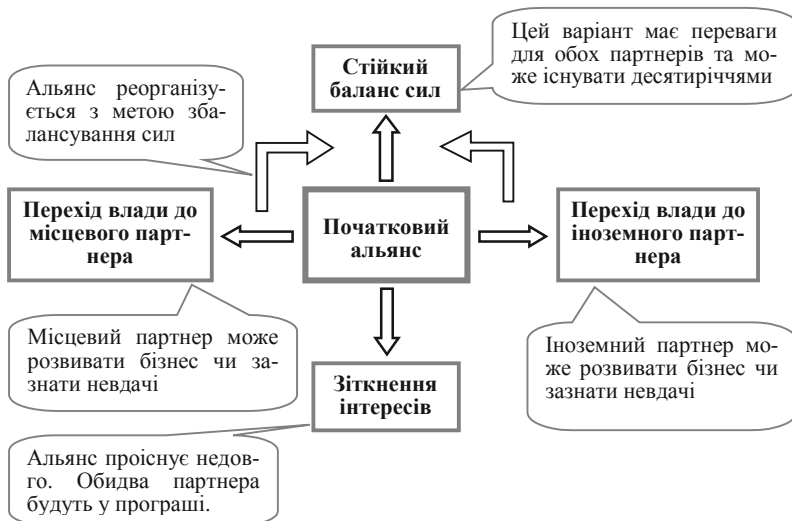 Цей варіант має переваги
для обох партнерів та мо-
же існувати десятиріччями
Стійкий
баланс сил
Альянс реорганізу-
ється з метою зба-
лансування сил
Перехід влади до
місцевого парт-
нера
Початковий
альянс
Перехід влади до
іноземного парт-
нера
Місцевий партнер може
розвивати бізнес чи за-
знати невдачі
Іноземний партнер мо-
же розвивати бізнес чи
зазнати невдачі
Зіткнення
інтересів
Альянс проіснує недов-
го. Обидва партнера
будуть у програші.